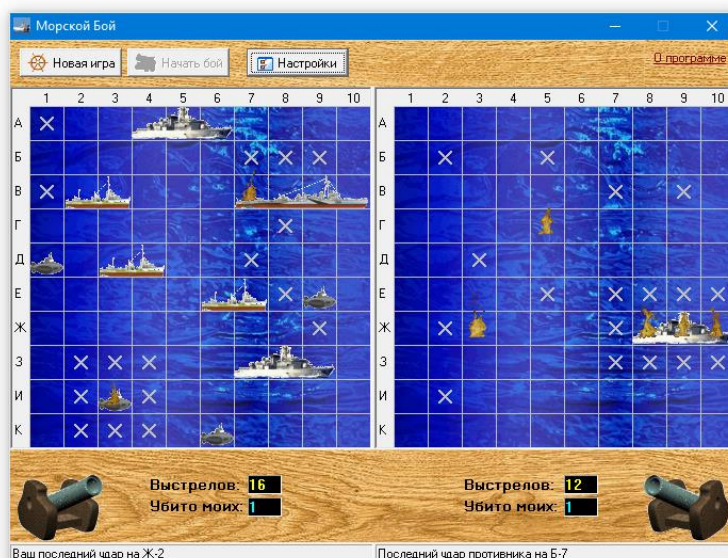 Морской Бой
Новая игра Начать бой Настройки О программе
1 2 3 4 5 6 7 8 9 10 1 2 3 4 5 6 7 8 9 10
А А
Б Б
В В
Г Г
Д Д
Е Е
Ж Ж
З З
И И
К К
Выстрелов: 16 Выстрелов: 12
Убито моих: 1 Убито моих: 1
Ваш последний удар на Ж-2 Последний удар противника на Б-7